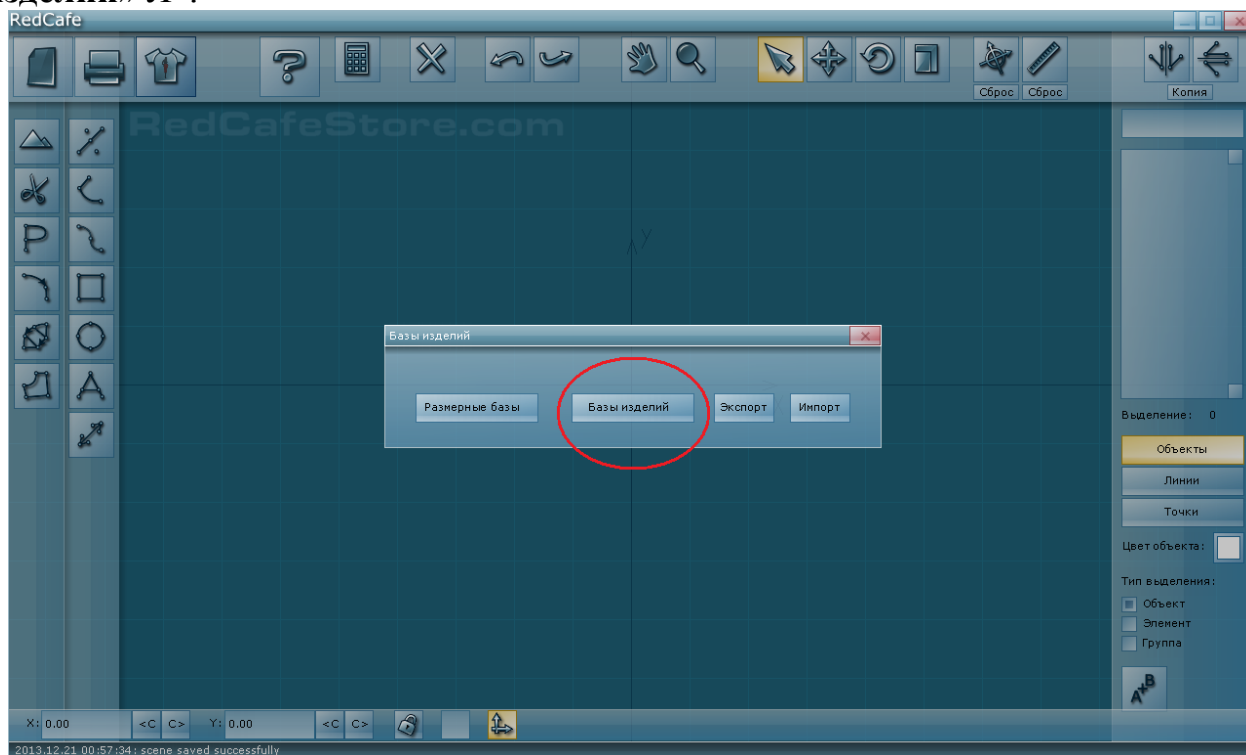 RedCafe
Сброс Сброс
Копия
RedCafeStore.com
y
Базы изделий
Размерные базы Базы изделий Экспорт Импорт
Выделение: 0
Объекты
Линии
Точки
Цвет объекта:
Тип выделения:
Объект
Элемент
Группа
A+B
X: 0.00 <C C> Y: 0.00 <C C>
2013.12.21 00:57:34: scene saved successfully